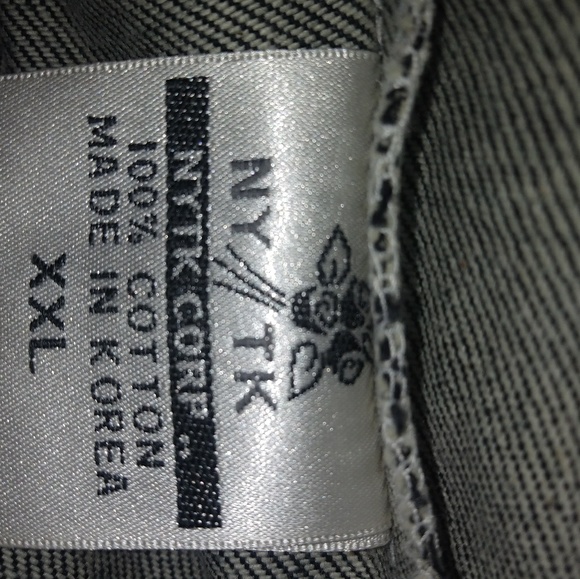 NY TK
NYTK CORP.
100% COTTON
MADE IN KOREA
XXL